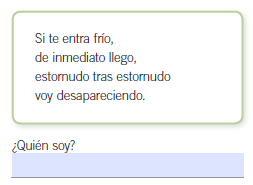 Si te entra frío,
de inmediato llego,
estornudo tras estornudo
voy desapareciendo.
¿Quién soy?